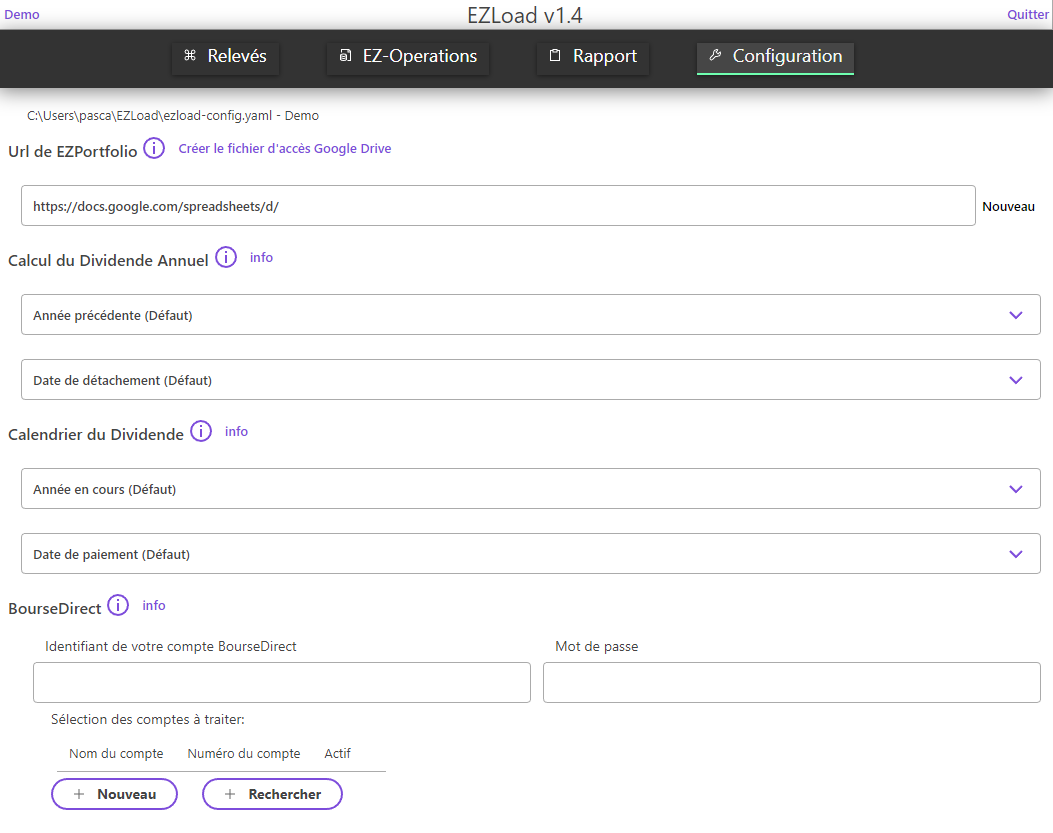 Demo
EZLoad v1.4
Quitter
Relevés
EZ-Operations
Rapport
Configuration
C:\Users\pasca\EZLoad\ezload-config.yaml - Demo
Url de EZPortfolio
Créer le fichier d'accès Google Drive
https://docs.google.com/spreadsheets/d/
Nouveau
Calcul du Dividende Annuel
info
Année précédente (Défaut)
Date de détachement (Défaut)
Calendrier du Dividende
info
Année en cours (Défaut)
Date de paiement (Défaut)
BourseDirect
info
Identifiant de votre compte BourseDirect
Mot de passe
Sélection des comptes à traiter:
Nom du compte
Numéro du compte
Actif
Nouveau
Rechercher